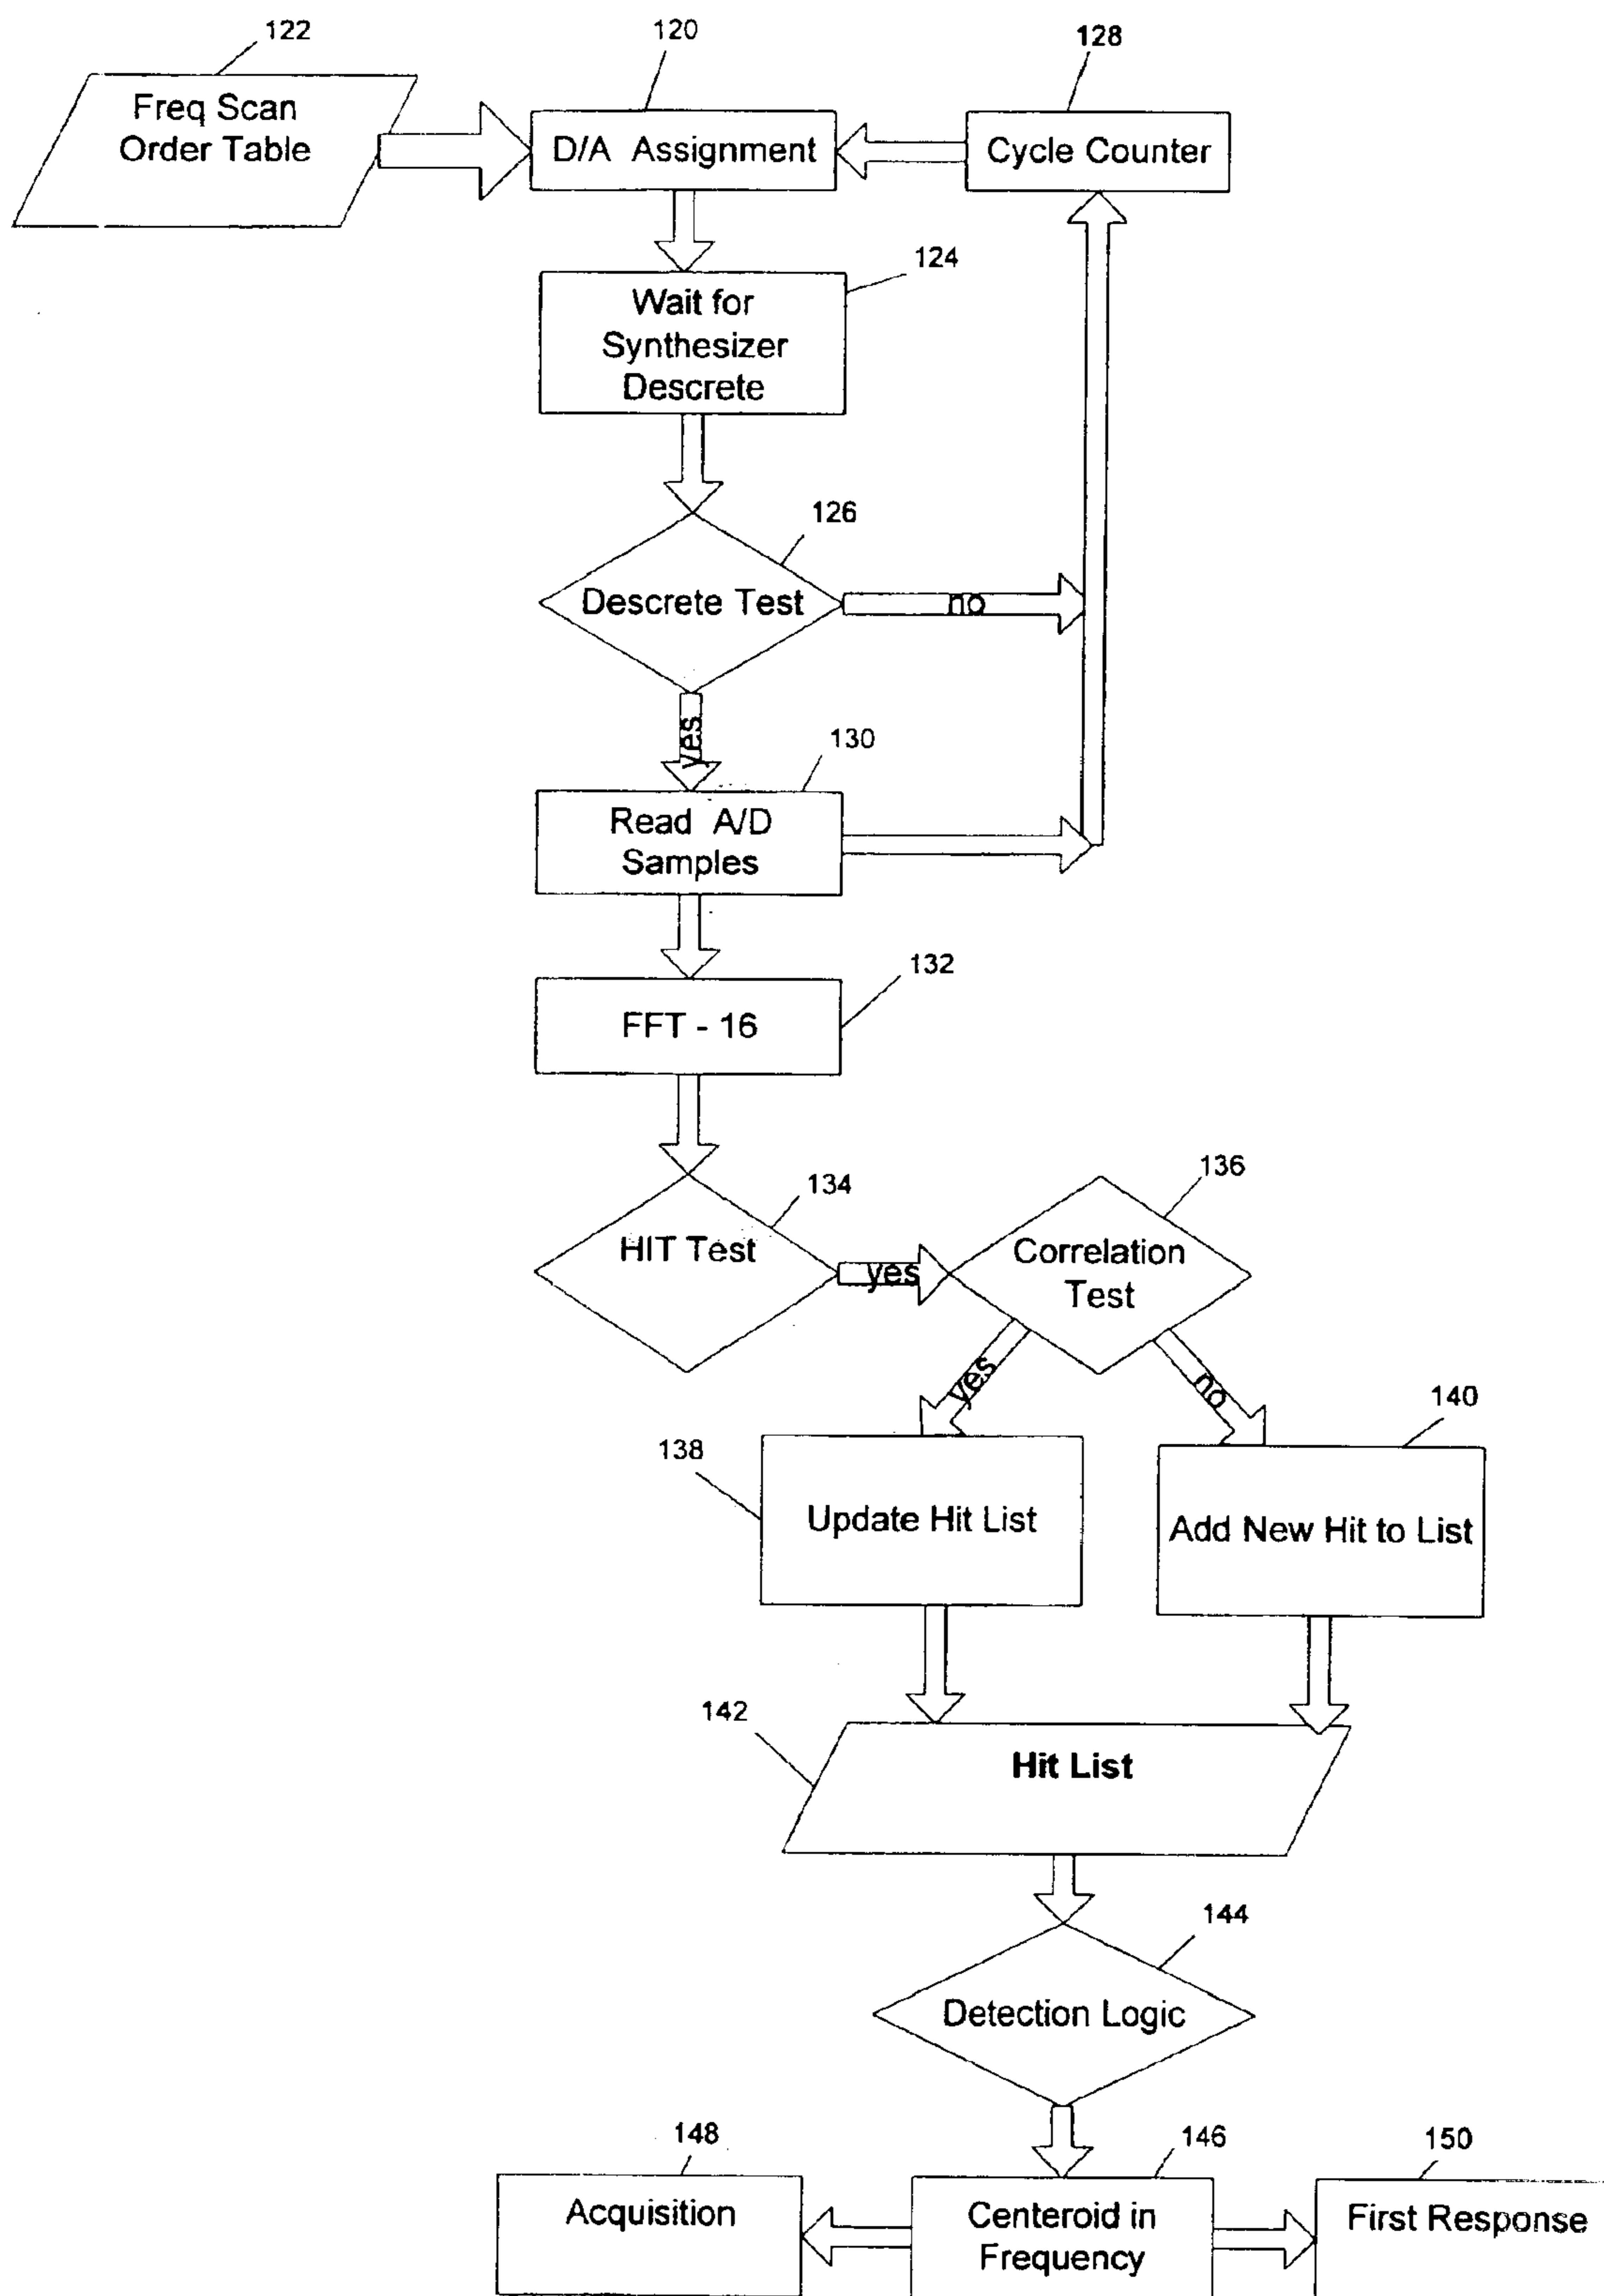 122
120
128
Freq Scan
Order Table
D/A Assignment
Cycle Counter
124
Wait for
Synthesizer
Descrete
126
Descrete Test
no
yes
130
Read A/D
Samples
132
FFT - 16
134
136
HIT Test
yes
Correlation
Test
yes
no
138
140
Update Hit List
Add New Hit to List
142
Hit List
144
Detection Logic
148
146
150
Acquisition
Centeroid in
Frequency
First Response